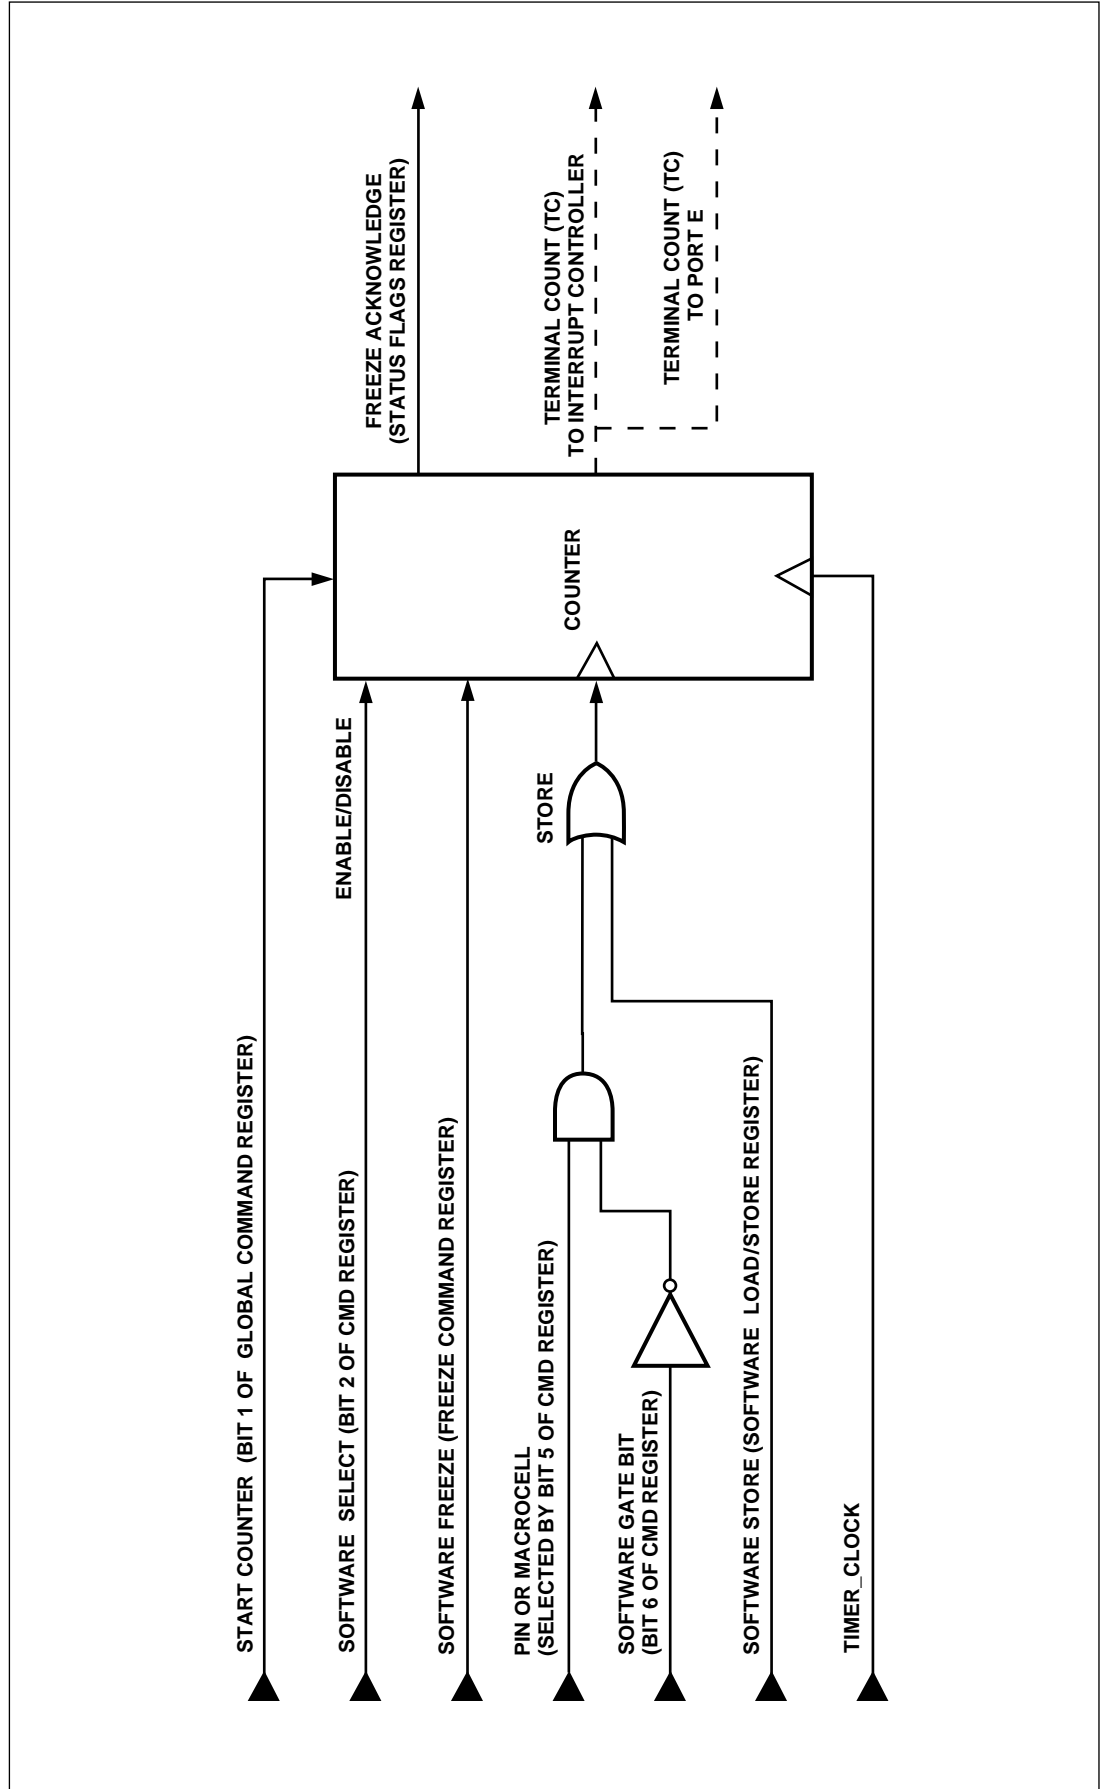 START COUNTER (BIT 1 OF GLOBAL COMMAND REGISTER)
SOFTWARE SELECT (BIT 2 OF CMD REGISTER)
ENABLE/DISABLE
SOFTWARE FREEZE (FREEZE COMMAND REGISTER)
PIN OR MACROCELL
(SELECTED BY BIT 5 OF CMD REGISTER)
SOFTWARE GATE BIT
(BIT 6 OF CMD REGISTER)
SOFTWARE STORE (SOFTWARE LOAD/STORE REGISTER)
TIMER_CLOCK
STORE
COUNTER
FREEZE ACKNOWLEDGE
(STATUS FLAGS REGISTER)
TERMINAL COUNT (TC)
TO INTERRUPT CONTROLLER
TERMINAL COUNT (TC)
TO PORT E